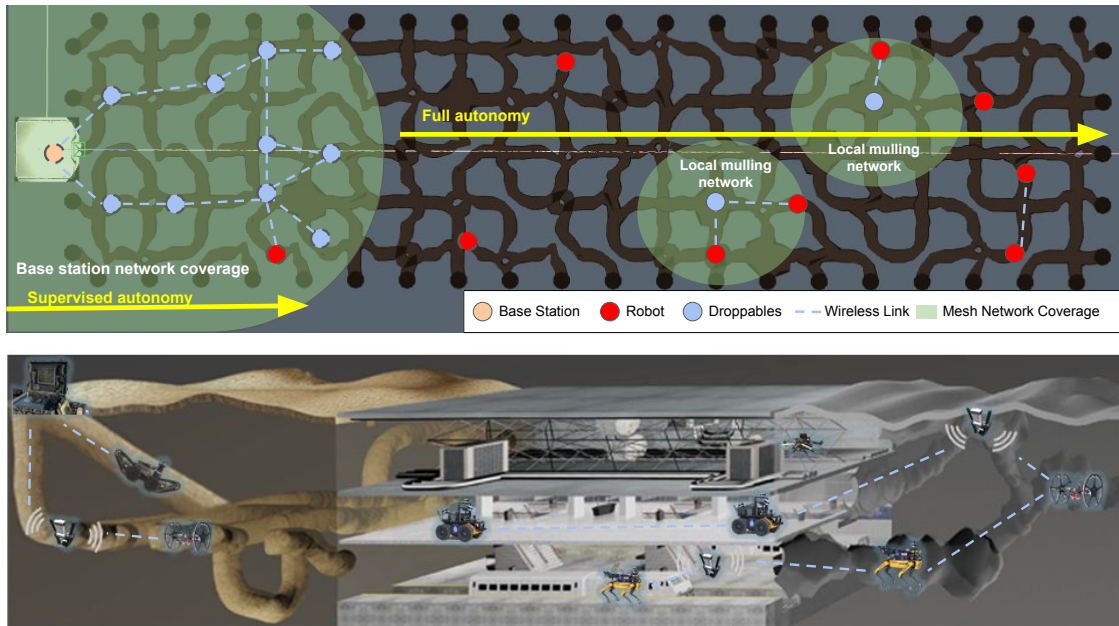 Full autonomy
Local mulling
network
Local mulling
network
Base station network coverage
Supervised autonomy
Base Station
Robot
Droppables
Wireless Link
Mesh Network Coverage